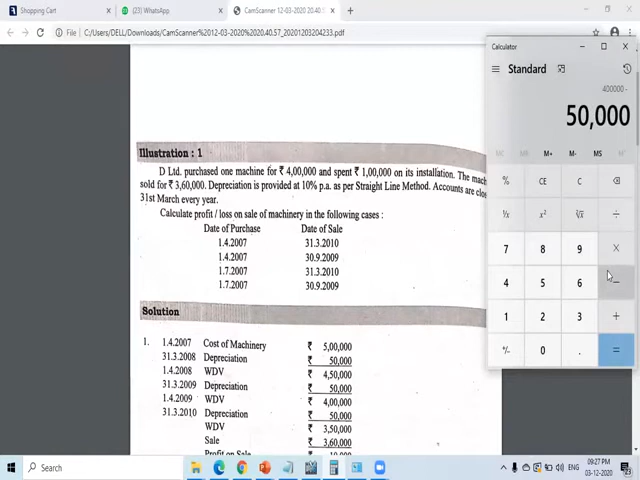 Shopping Cart
(23) WhatsApp
CamScanner 12-03-2020 20.40.5
File
C:/Users/DELL/Downloads/CamScanner%2012-03-2020%2020.40.57_20201203204233.pdf
Calculator
Standard
400000 -
50,000
MC MR M+ M- MS M
% CE C
¹/x x² ²√x ÷
7 8 9 ×
4 5 6 −
1 2 3 +
+/- 0 . =
Illustration : 1
D Ltd. purchased one machine for ₹ 4,00,000 and spent ₹ 1,00,000 on its installation. The mach
sold for ₹ 3,60,000. Depreciation is provided at 10% p.a. as per Straight Line Method. Accounts are clos
31st March every year.
Calculate profit / loss on sale of machinery in the following cases :
Date of Purchase Date of Sale
1.4.2007 31.3.2010
1.4.2007 30.9.2009
1.7.2007 31.3.2010
1.7.2007 30.9.2009
Solution
1. 1.4.2007 Cost of Machinery ₹ 5,00,000
31.3.2008 Depreciation ₹ 50,000
1.4.2008 WDV ₹ 4,50,000
31.3.2009 Depreciation ₹ 50,000
1.4.2009 WDV ₹ 4,00,000
31.3.2010 Depreciation ₹ 50,000
WDV ₹ 3,50,000
Sale ₹ 3,60,000
Profit on Sale ₹ 10,000
Search
ENG
09:27 PM
03-12-2020